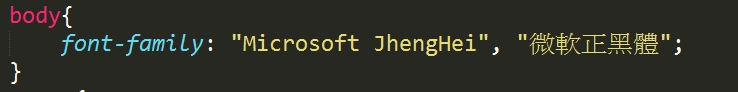 body{
font-family: "Microsoft JhengHei", "微軟正黑體";
}